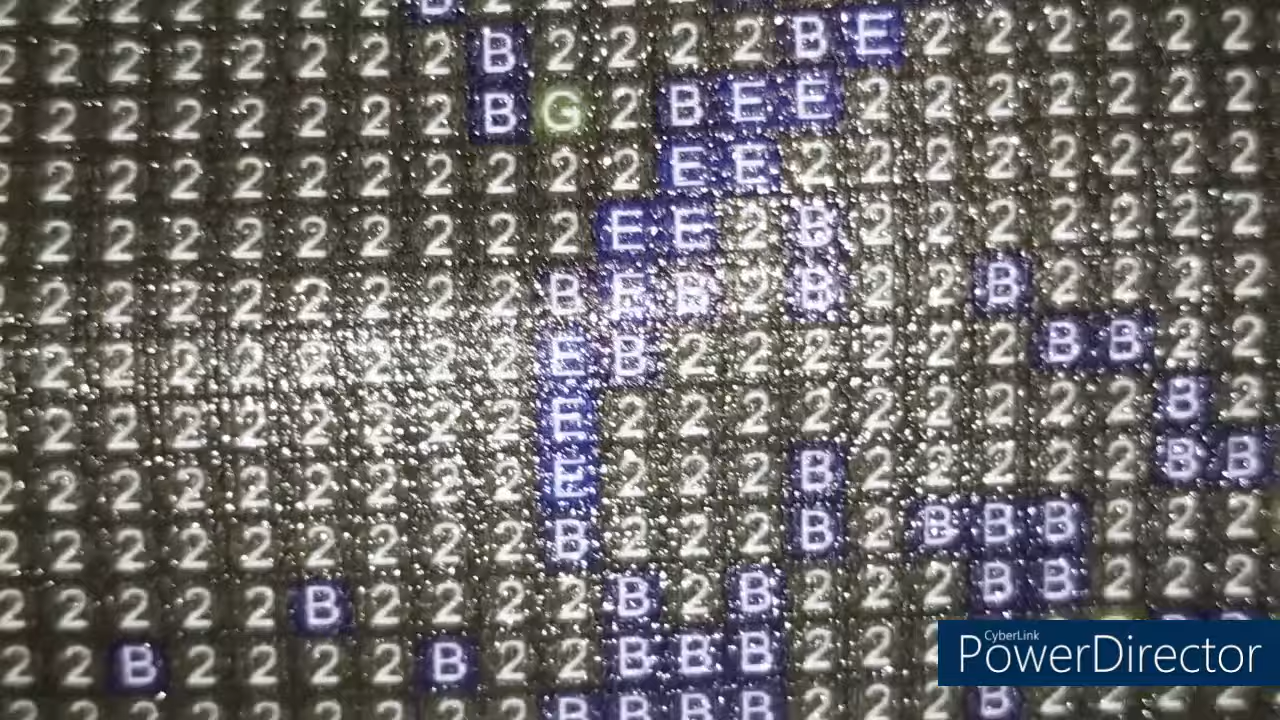 2 2 2 2 2 2 2 2 B 2 2 2 2 B E 2 2 2 2 2 2
2 2 2 2 2 2 2 2 B G 2 B E E 2 2 2 2 2 2 2
2 2 2 2 2 2 2 2 2 2 2 E E 2 2 2 2 2 2 2 2
2 2 2 2 2 2 2 2 2 2 E E 2 B 2 2 2 2 2 2 2
2 2 2 2 2 2 2 2 2 B E B 2 B 2 2 B 2 2 2 2
2 2 2 2 2 2 2 2 2 E B 2 2 2 2 2 2 B B 2 2
2 2 2 2 2 2 2 2 2 E 2 2 2 2 2 2 2 2 2 B 2
2 2 2 2 2 2 2 2 2 E 2 2 2 B 2 2 2 2 2 B B
2 2 2 2 2 2 2 2 2 B 2 2 2 B 2 B B B 2 2 2
2 2 2 2 2 B 2 2 2 2 B 2 B 2 2 2 B B 2 2 2
2 2 B 2 2 2 2 B 2 2 B B B 2 2 2
CyberLink
PowerDirector